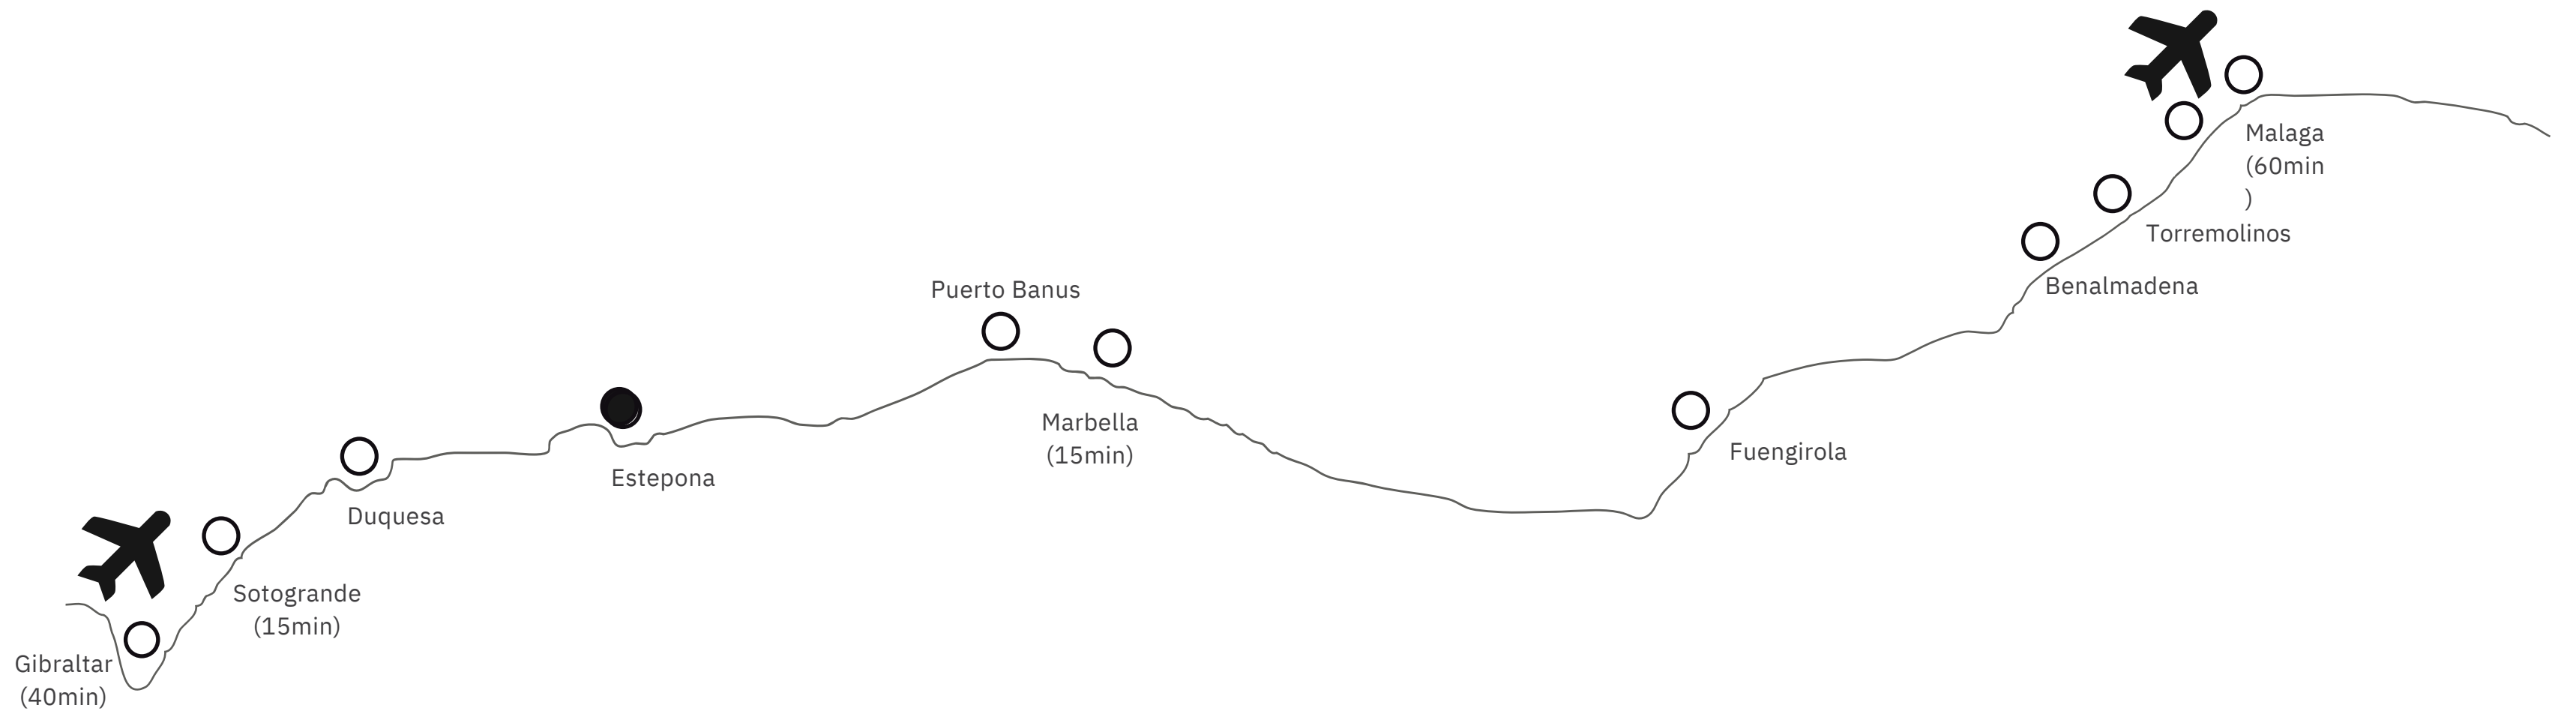 Malaga
(60min
)
Torremolinos
Benalmadena
Puerto Banus
Marbella
(15min)
Fuengirola
Estepona
Duquesa
Sotogrande
(15min)
Gibraltar
(40min)